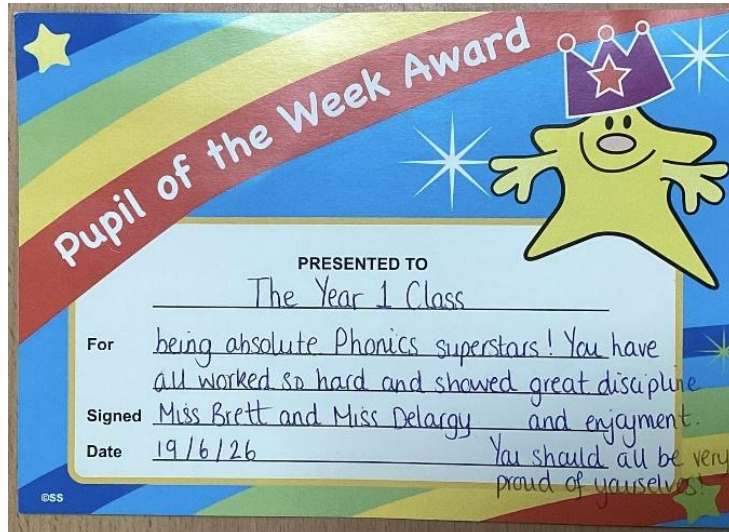 Pupil of the Week Award
PRESENTED TO
The Year 1 Class
For being absolute Phonics superstars! You have
all worked so hard and showed great discipline
Signed Miss Brett and Miss Delargy and enjoyment.
Date 19/6/26 You should all be very
proud of yourselves!
©SS